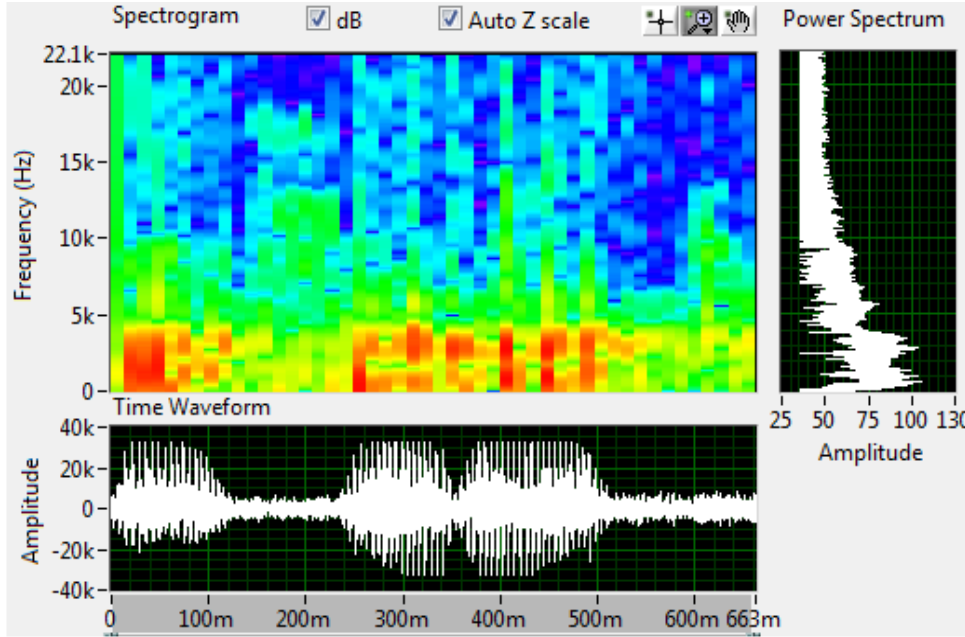 Spectrogram dB Auto Z scale Power Spectrum
22.1k
20k
15k
10k
5k
0
Frequency (Hz)
25 50 75 100 130
Amplitude
Time Waveform
40k
20k
0
-20k
-40k
Amplitude
0 100m 200m 300m 400m 500m 600m 663m